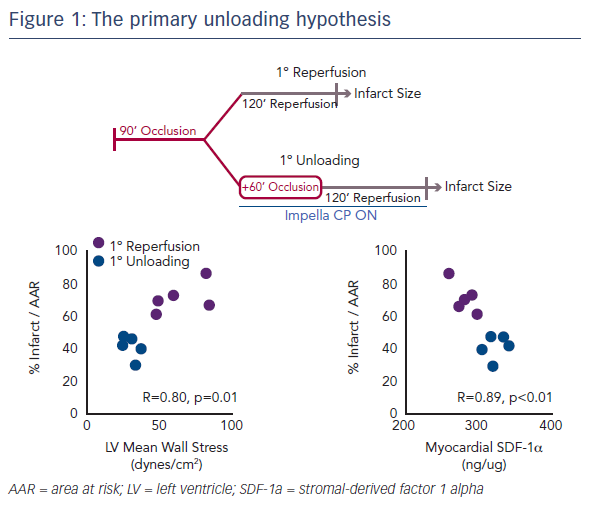 Figure 1: The primary unloading hypothesis
1° Reperfusion
120' Reperfusion
Infarct Size
90' Occlusion
1° Unloading
+60' Occlusion
120' Reperfusion
Infarct Size
Impella CP ON
1° Reperfusion
1° Unloading
% Infarct / AAR
100
80
60
40
20
0
R=0.80, p=0.01
0
50
100
LV Mean Wall Stress
(dynes/cm²)
% Infarct / AAR
100
80
60
40
20
0
R=0.89, p<0.01
200
300
400
Myocardial SDF-1α
(ng/ug)
AAR = area at risk; LV = left ventricle; SDF-1a = stromal-derived factor 1 alpha